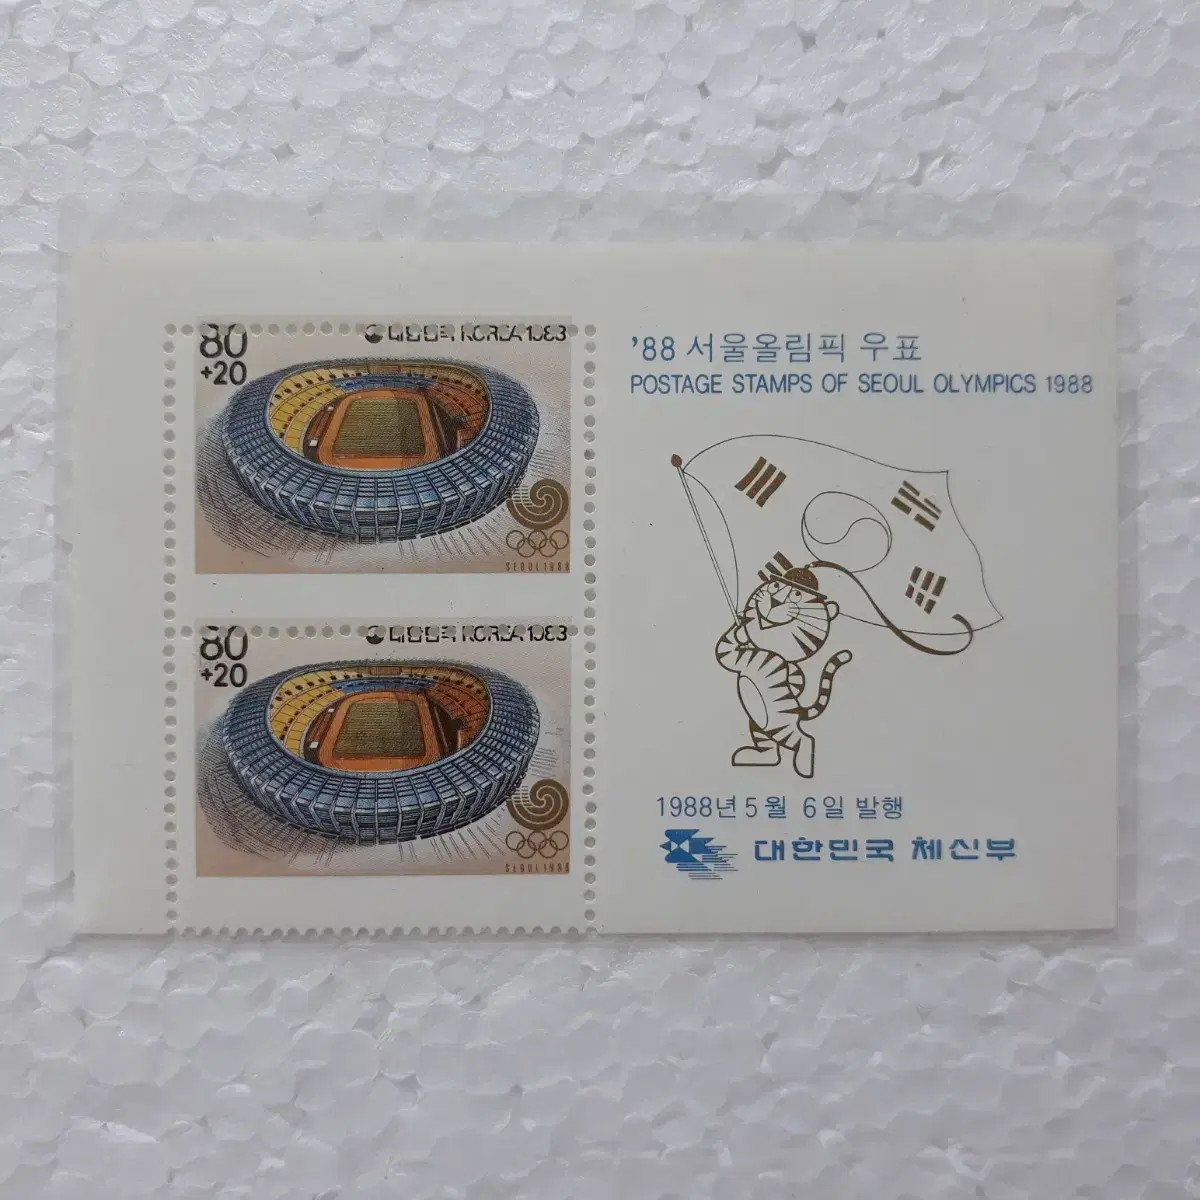 80
+20
대한민국 KOREA 1988
SEOUL 1988
80
+20
대한민국 KOREA 1988
SEOUL 1988
'88 서울올림픽 우표
POSTAGE STAMPS OF SEOUL OLYMPICS 1988
1988년 5월 6일 발행
대한민국 체신부